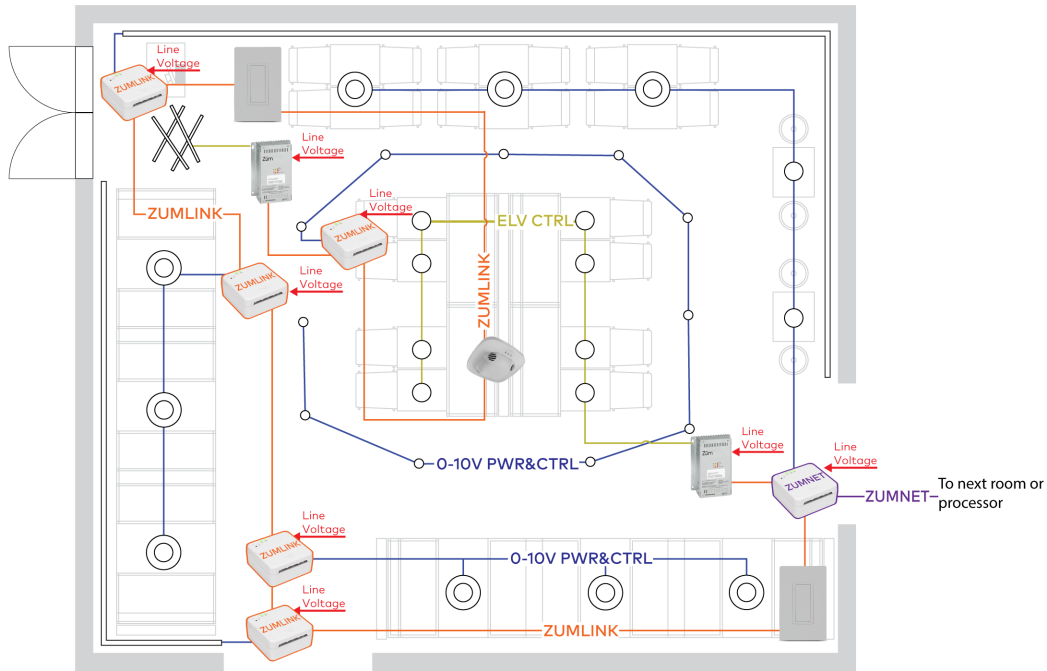 Line
Voltage
ZUMLINK
Line
Voltage
Züm
Line
Voltage
ZUMLINK
ZUMLINK
ELV CTRL
Line
Voltage
ZUMLINK
ZUMLINK
Line
Voltage
Züm
Line
Voltage
0-10V PWR&CTRL
ZUMNET
ZUMNET
To next room or
processor
Line
Voltage
ZUMLINK
0-10V PWR&CTRL
Line
Voltage
ZUMLINK
ZUMLINK